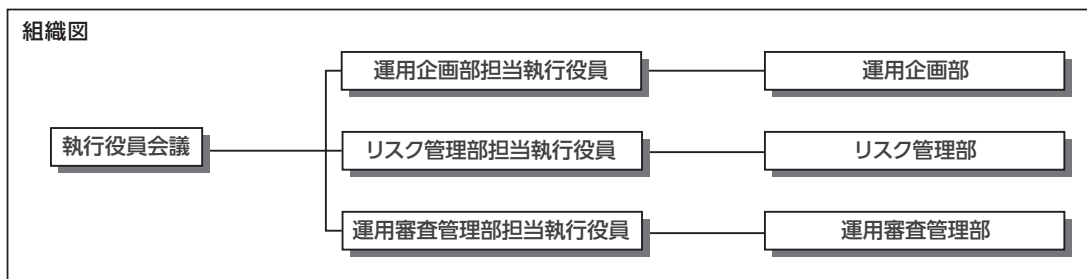 組織図
運用企画部担当執行役員
運用企画部
執行役員会議
リスク管理部担当執行役員
リスク管理部
運用審査管理部担当執行役員
運用審査管理部